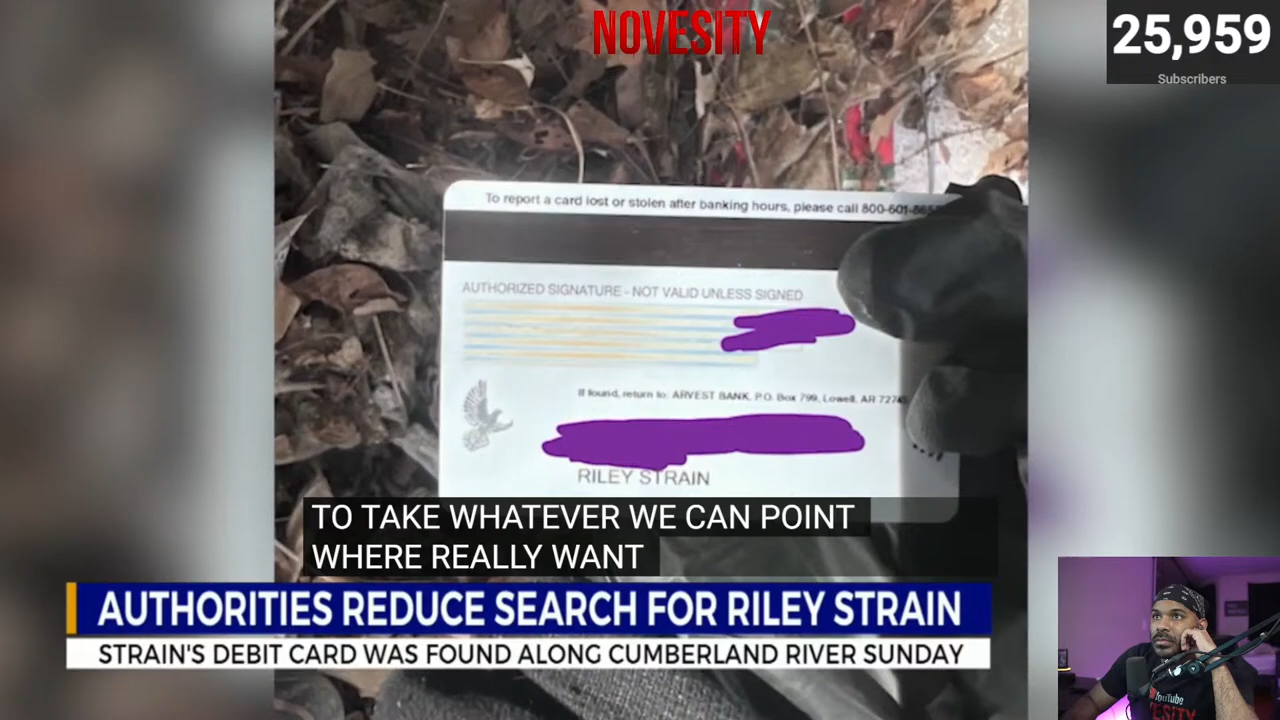 NOVESITY
25,959
Subscribers
To report a card lost or stolen after banking hours, please call 800-601-
AUTHORIZED SIGNATURE - NOT VALID UNLESS SIGNED
If found, return to: ARVEST BANK, P.O. Box 799, Lowell, AR
RILEY STRAIN
TO TAKE WHATEVER WE CAN POINT
WHERE REALLY WANT
AUTHORITIES REDUCE SEARCH FOR RILEY STRAIN
STRAIN'S DEBIT CARD WAS FOUND ALONG CUMBERLAND RIVER SUNDAY
YouTube